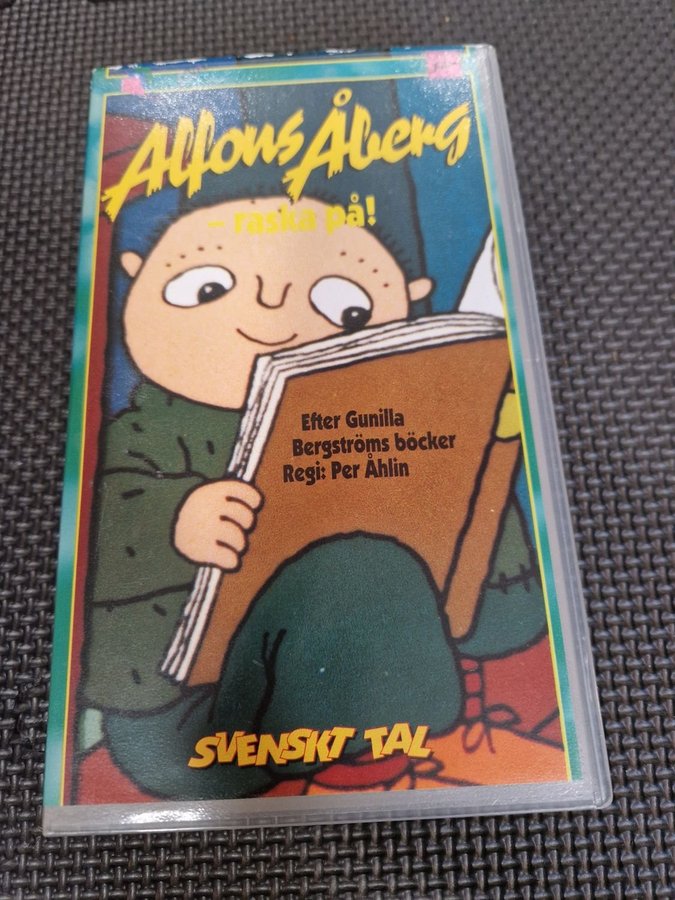 Alfons Åberg
– raska på!
Efter Gunilla
Bergströms böcker
Regi: Per Åhlin
SVENSKT TAL